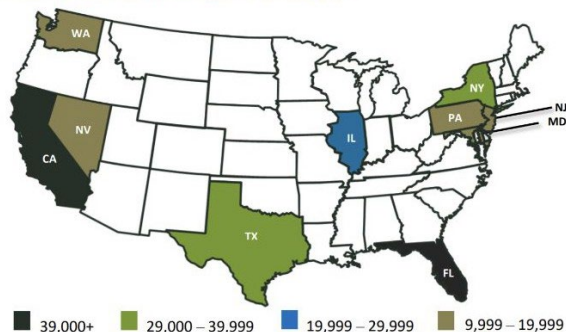 WA
NV
CA
TX
IL
NY
PA
NJ
MD
FL
39.000+
29.000 – 39.999
19,999 – 29,999
9,999 – 19,999